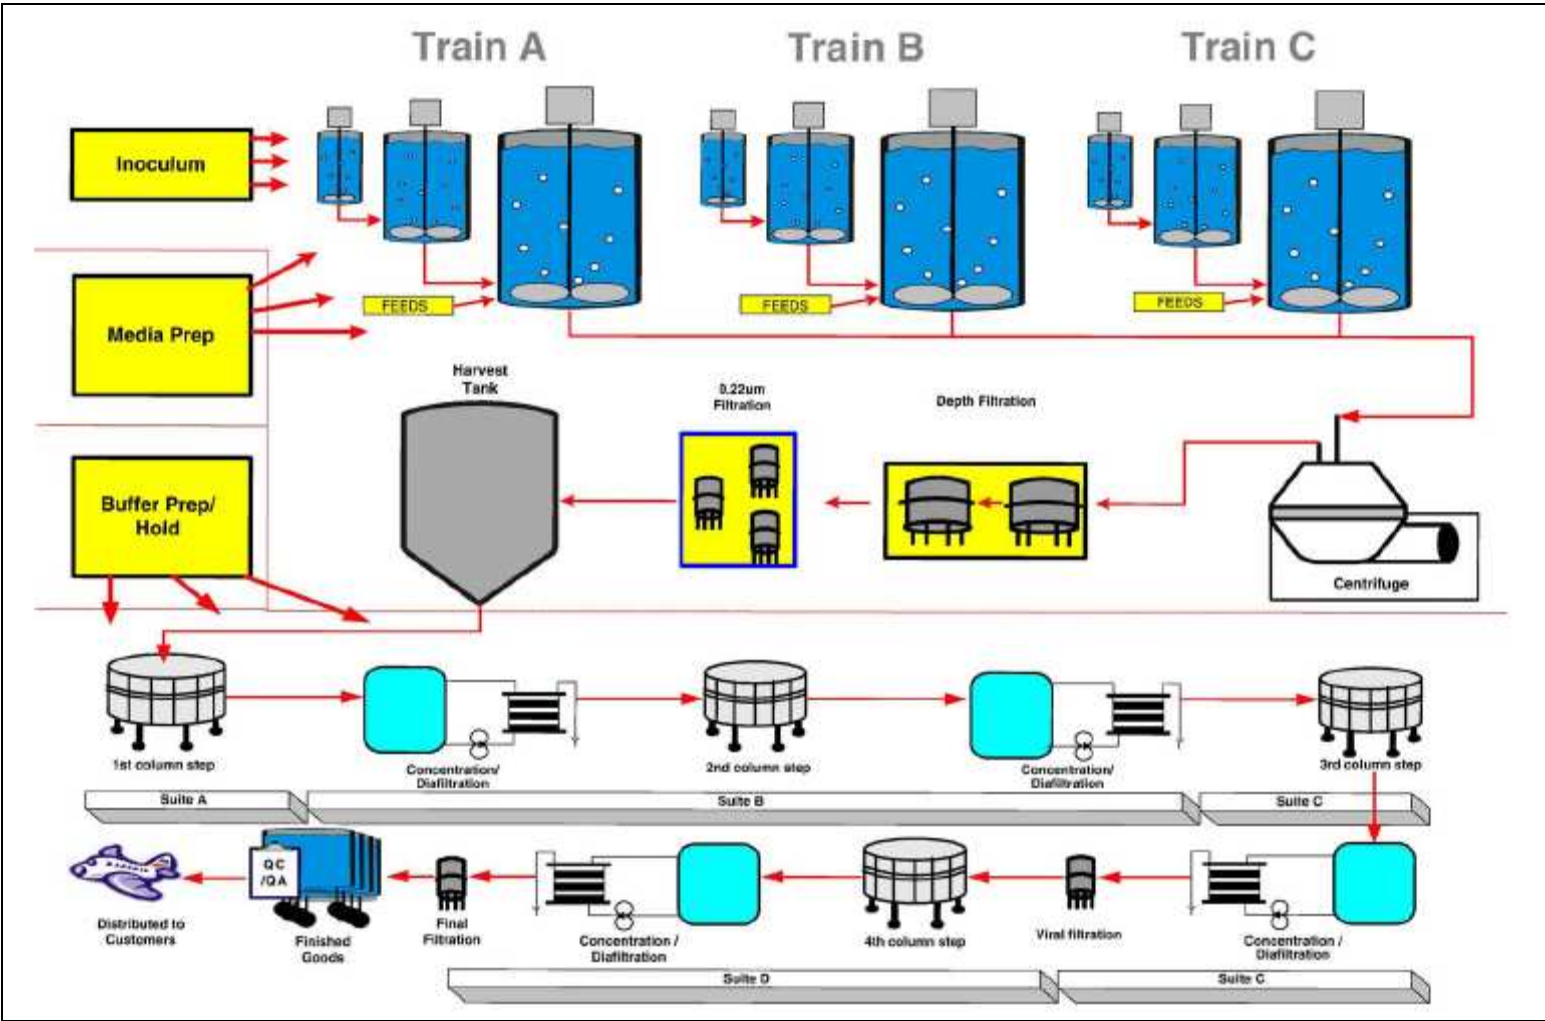 Train A
Train B
Train C
Inoculum
FEEDS
FEEDS
FEEDS
Media Prep
Harvest
Tank
0.22um
Filtration
Depth Filtration
Buffer Prep/
Hold
Centrifuge
1st column step
Concentration/
Diafiltration
2nd column step
Concentration/
Diafiltration
3rd column step
Suite A
Suite B
Suite C
QC
/QA
Distributed to
Customers
Finished
Goods
Final
Filtration
Concentration /
Diafiltration
4th column step
Viral filtration
Concentration /
Diafiltration
Suite D
Suite C